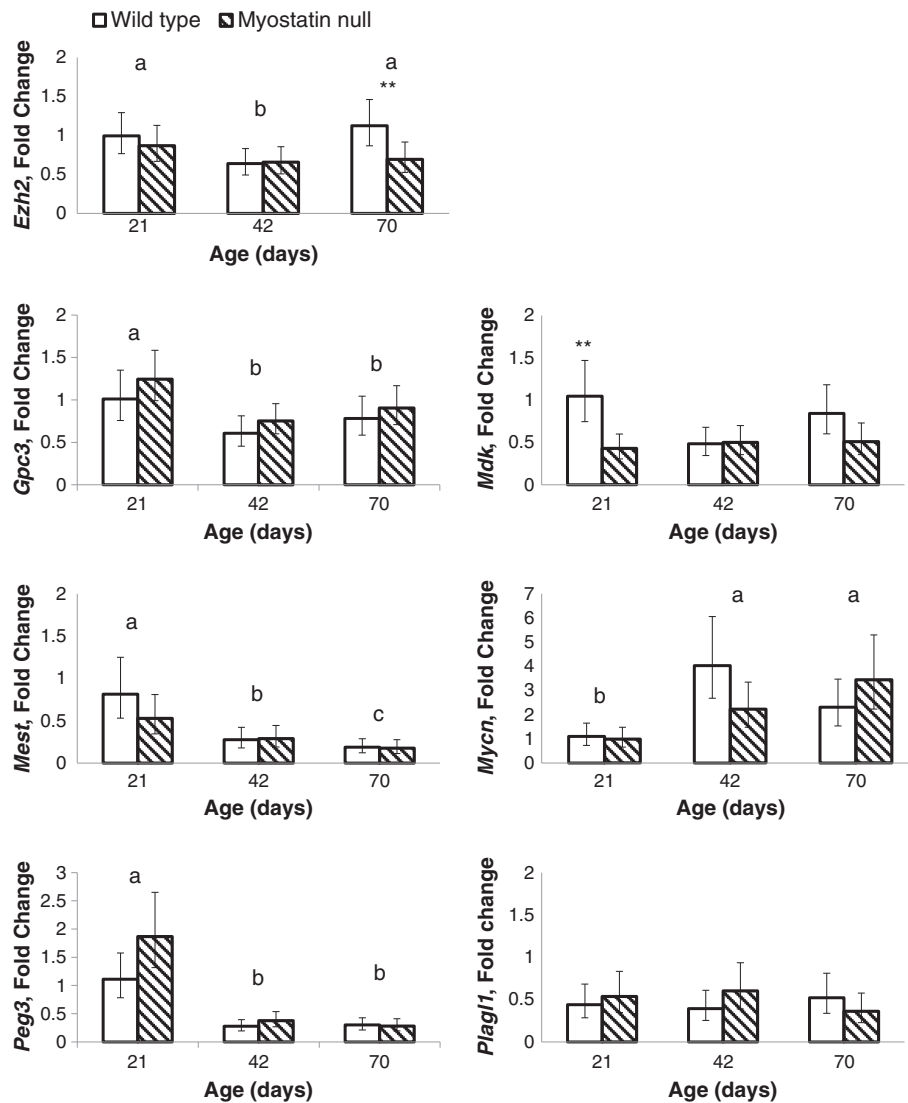 Wild type Myostatin null
Ezh2, Fold Change
2
1.5
1
0.5
0
a
b
a
**
21 42 70
Age (days)
Gpc3, Fold Change
2
1.5
1
0.5
0
a
b
b
21 42 70
Age (days)
Mdk, Fold Change
2
1.5
1
0.5
0
**
21 42 70
Age (days)
Mest, Fold Change
2
1.5
1
0.5
0
a
b
c
21 42 70
Age (days)
Mycn, Fold Change
7
6
5
4
3
2
1
0
b
a
a
21 42 70
Age (days)
Peg3, Fold Change
3
2.5
2
1.5
1
0.5
0
a
b
b
21 42 70
Age (days)
Plagl1, Fold change
2
1.5
1
0.5
0
21 42 70
Age (days)